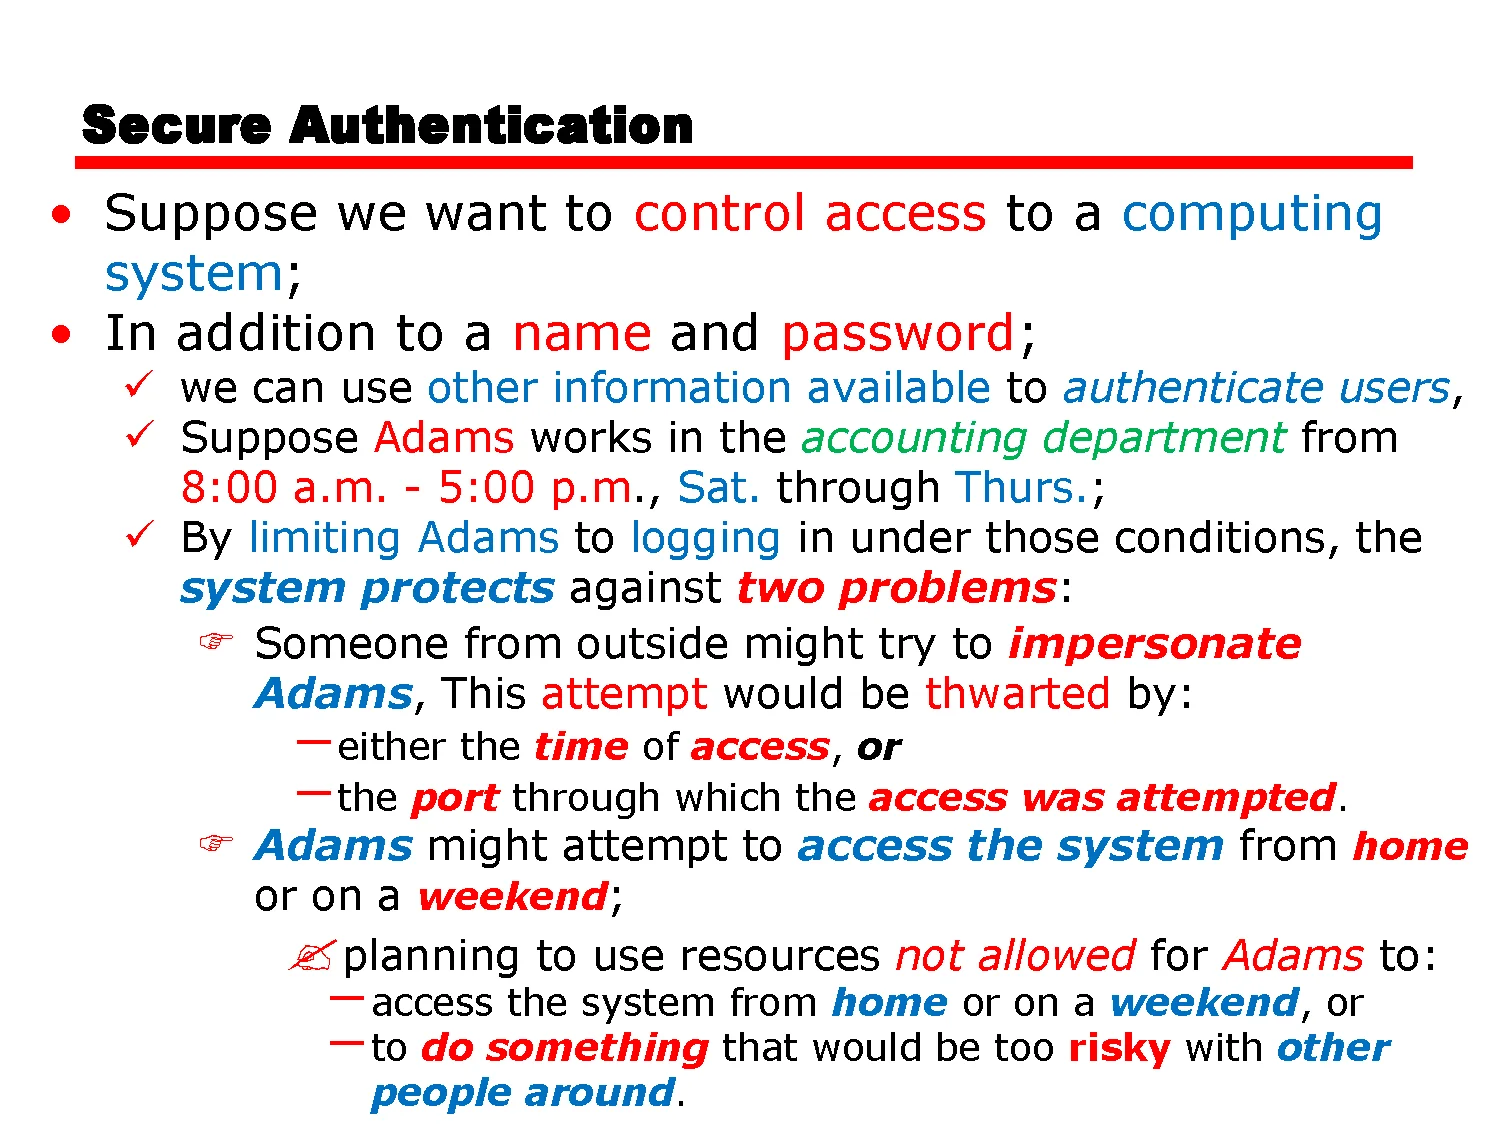 Secure Authentication
• Suppose we want to control access to a computing
system;
• In addition to a name and password;
✓ we can use other information available to authenticate users,
✓ Suppose Adams works in the accounting department from
8:00 a.m. - 5:00 p.m., Sat. through Thurs.;
✓ By limiting Adams to logging in under those conditions, the
system protects against two problems:
☞ Someone from outside might try to impersonate
Adams, This attempt would be thwarted by:
– either the time of access, or
– the port through which the access was attempted.
☞ Adams might attempt to access the system from home
or on a weekend;
✍ planning to use resources not allowed for Adams to:
– access the system from home or on a weekend, or
– to do something that would be too risky with other
people around.